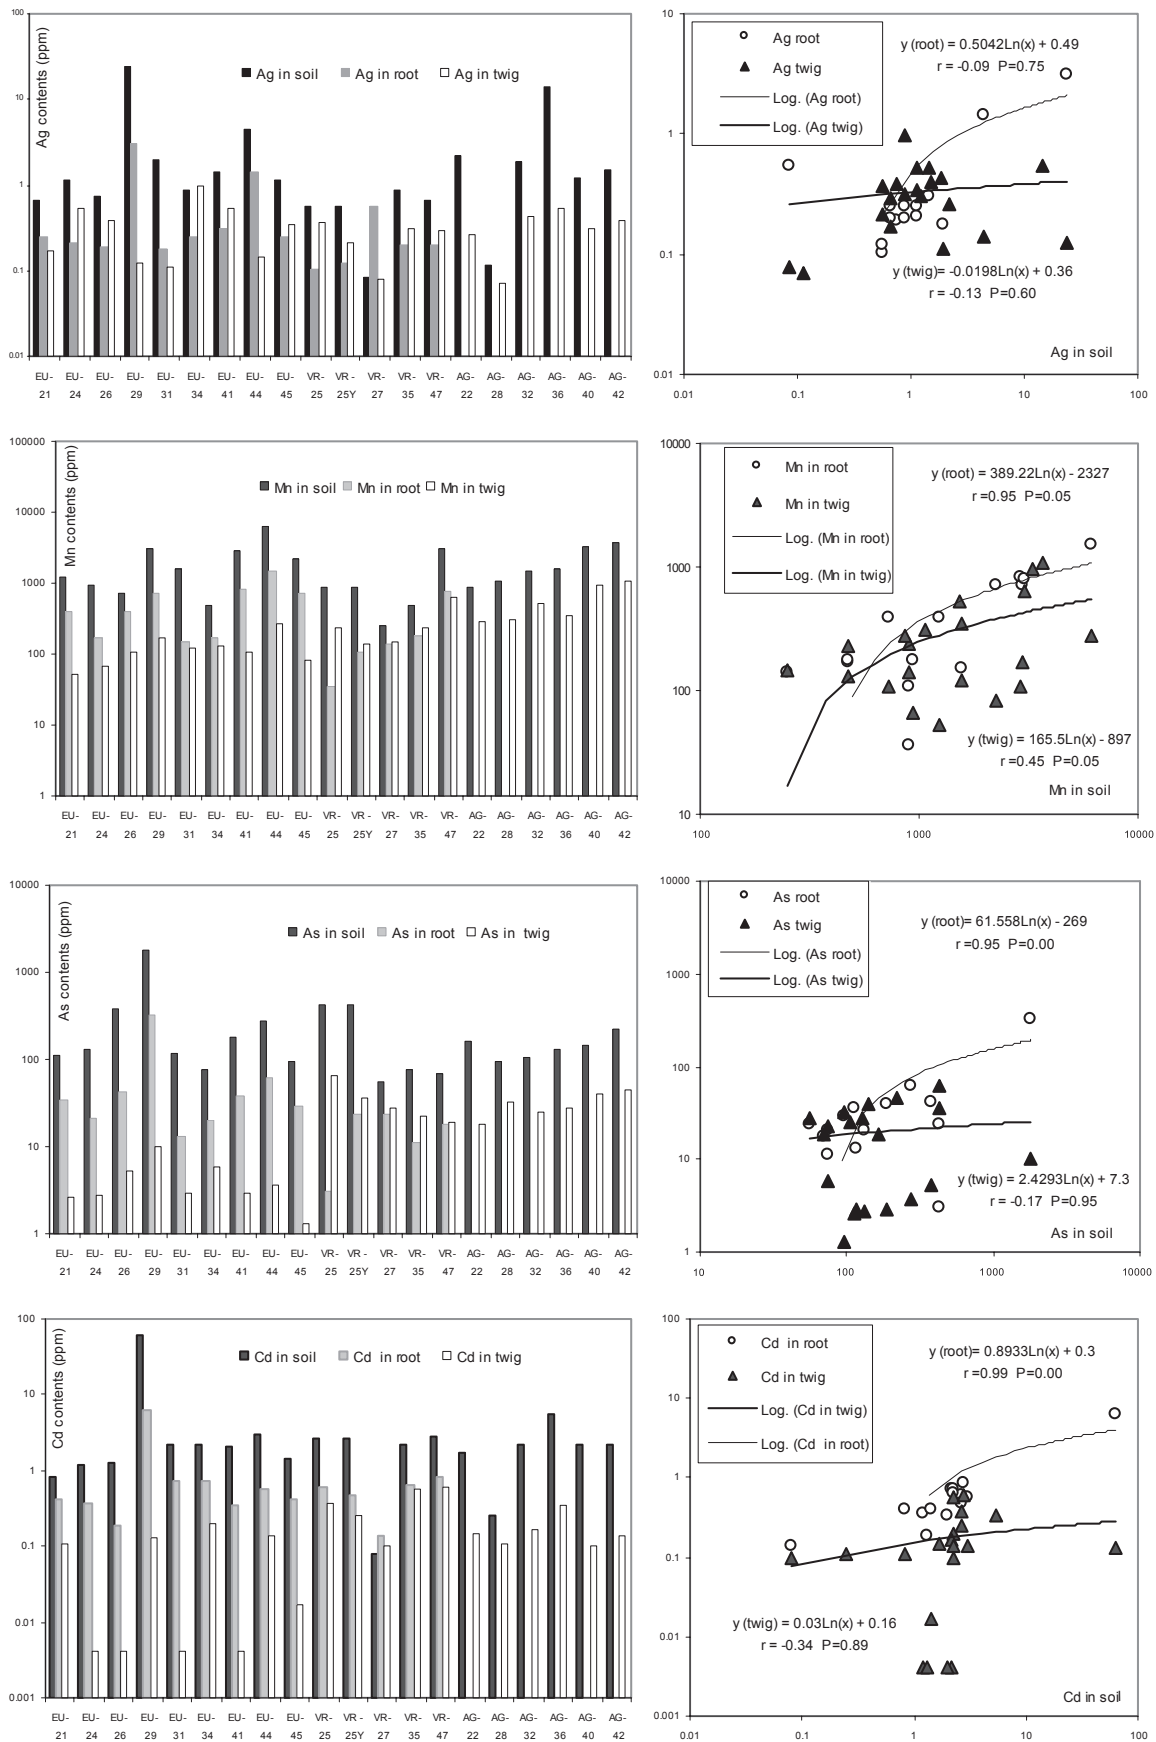 Ag contents (ppm)
100
10
1
0.1
0.01
Ag in soil Ag in root Ag in twig
EU- EU- EU- EU- EU- EU- EU- EU- EU- VR- VR - VR- VR- VR- AG- AG- AG- AG- AG- AG-
21 24 26 29 31 34 41 44 45 25 25Y 27 35 47 22 28 32 36 40 42
10
1
0.1
0.01
Ag root
Ag twig
Log. (Ag root)
Log. (Ag twig)
y (root) = 0.5042Ln(x) + 0.49
r = -0.09 P=0.75
y (twig)= -0.0198Ln(x) + 0.36
r = -0.13 P=0.60
Ag in soil
0.01 0.1 1 10 100
Mn contents (ppm)
100000
10000
1000
100
10
1
Mn in soil Mn in root Mn in twig
EU- EU- EU- EU- EU- EU- EU- EU- EU- VR- VR- VR- VR- VR- AG- AG- AG- AG- AG- AG-
21 24 26 29 31 34 41 44 45 25 25Y 27 35 47 22 28 32 36 40 42
10000
1000
100
10
Mn in root
Mn in twig
Log. (Mn in root)
Log. (Mn in twig)
y (root) = 389.22Ln(x) - 2327
r =0.95 P=0.05
y (twig) = 165.5Ln(x) - 897
r =0.45 P=0.05
Mn in soil
100 1000 10000
As contents (ppm)
10000
1000
100
10
1
As in soil As in root As in twig
EU- EU- EU- EU- EU- EU- EU- EU- EU- VR- VR - VR- VR- VR- AG- AG- AG- AG- AG- AG-
21 24 26 29 31 34 41 44 45 25 25Y 27 35 47 22 28 32 36 40 42
10000
1000
100
10
1
As root
As twig
Log. (As root)
Log. (As twig)
y (root)= 61.558Ln(x) - 269
r =0.95 P=0.00
y (twig) = 2.4293Ln(x) + 7.3
r = -0.17 P=0.95
As in soil
10 100 1000 10000
Cd contents (ppm)
100
10
1
0.1
0.01
0.001
Cd in soil Cd in root Cd in twig
EU- EU- EU- EU- EU- EU- EU- EU- EU- VR- VR - VR- VR- VR- AG- AG- AG- AG- AG- AG-
21 24 26 29 31 34 41 44 45 25 25Y 27 35 47 22 28 32 36 40 42
100
10
1
0.1
0.01
0.001
Cd in root
Cd in twig
Log. (Cd in twig)
Log. (Cd in root)
y (root)= 0.8933Ln(x) + 0.3
r =0.99 P=0.00
y (twig) = 0.03Ln(x) + 0.16
r = -0.34 P=0.89
Cd in soil
0.01 0.1 1 10 100